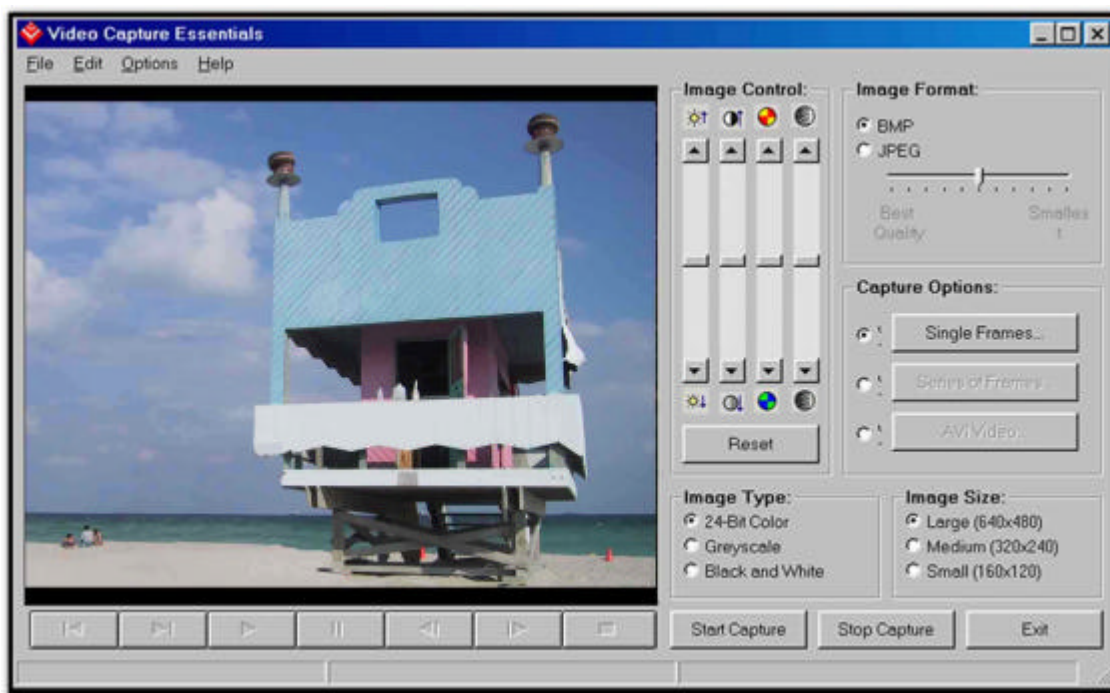 Video Capture Essentials
File Edit Options Help
Image Control:
Reset
Image Format:
BMP
JPEG
Best Quality
Smalles
t
Capture Options:
Single Frames...
Series of Frames...
AVI Video...
Image Type:
24-Bit Color
Greyscale
Black and White
Image Size:
Large (640x480)
Medium (320x240)
Small (160x120)
Start Capture
Stop Capture
Exit